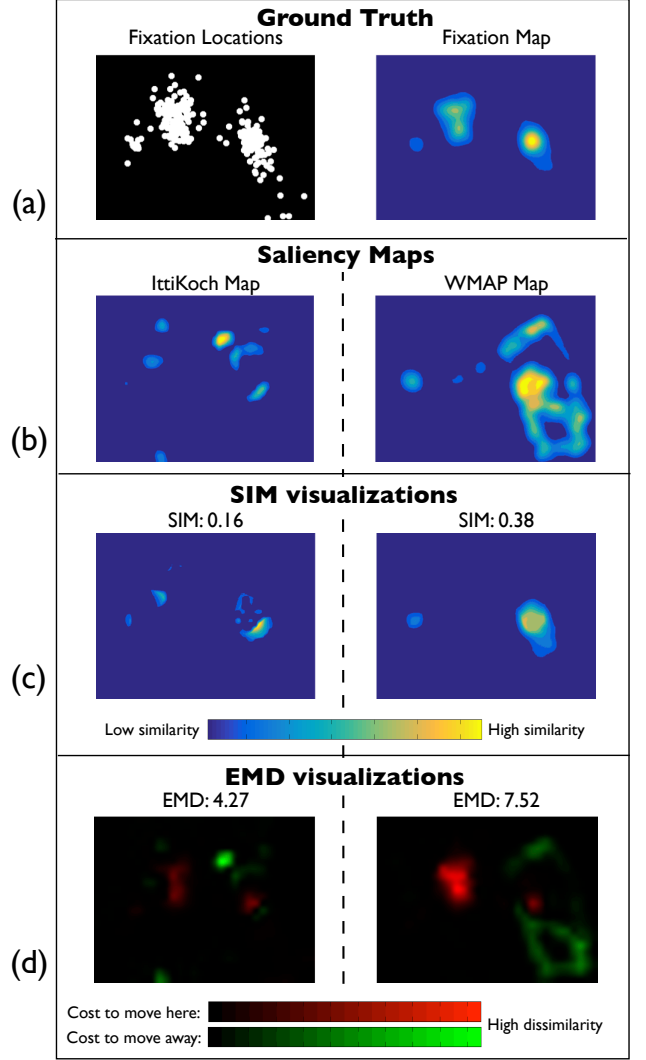 Ground Truth
Fixation Locations
Fixation Map
(a)
Saliency Maps
IttiKoch Map
WMAP Map
(b)
SIM visualizations
SIM: 0.16
SIM: 0.38
(c)
Low similarity
High similarity
EMD visualizations
EMD: 4.27
EMD: 7.52
(d)
Cost to move here:
Cost to move away:
High dissimilarity